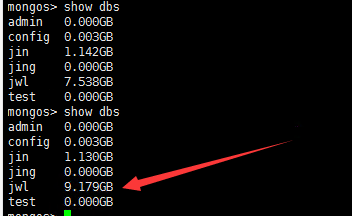 mongos> show dbs
admin   0.000GB
config  0.003GB
jin     1.142GB
jing    0.000GB
jwl     7.538GB
test    0.000GB
mongos> show dbs
admin   0.000GB
config  0.003GB
jin     1.130GB
jing    0.000GB
jwl     9.179GB
test    0.000GB
mongos>